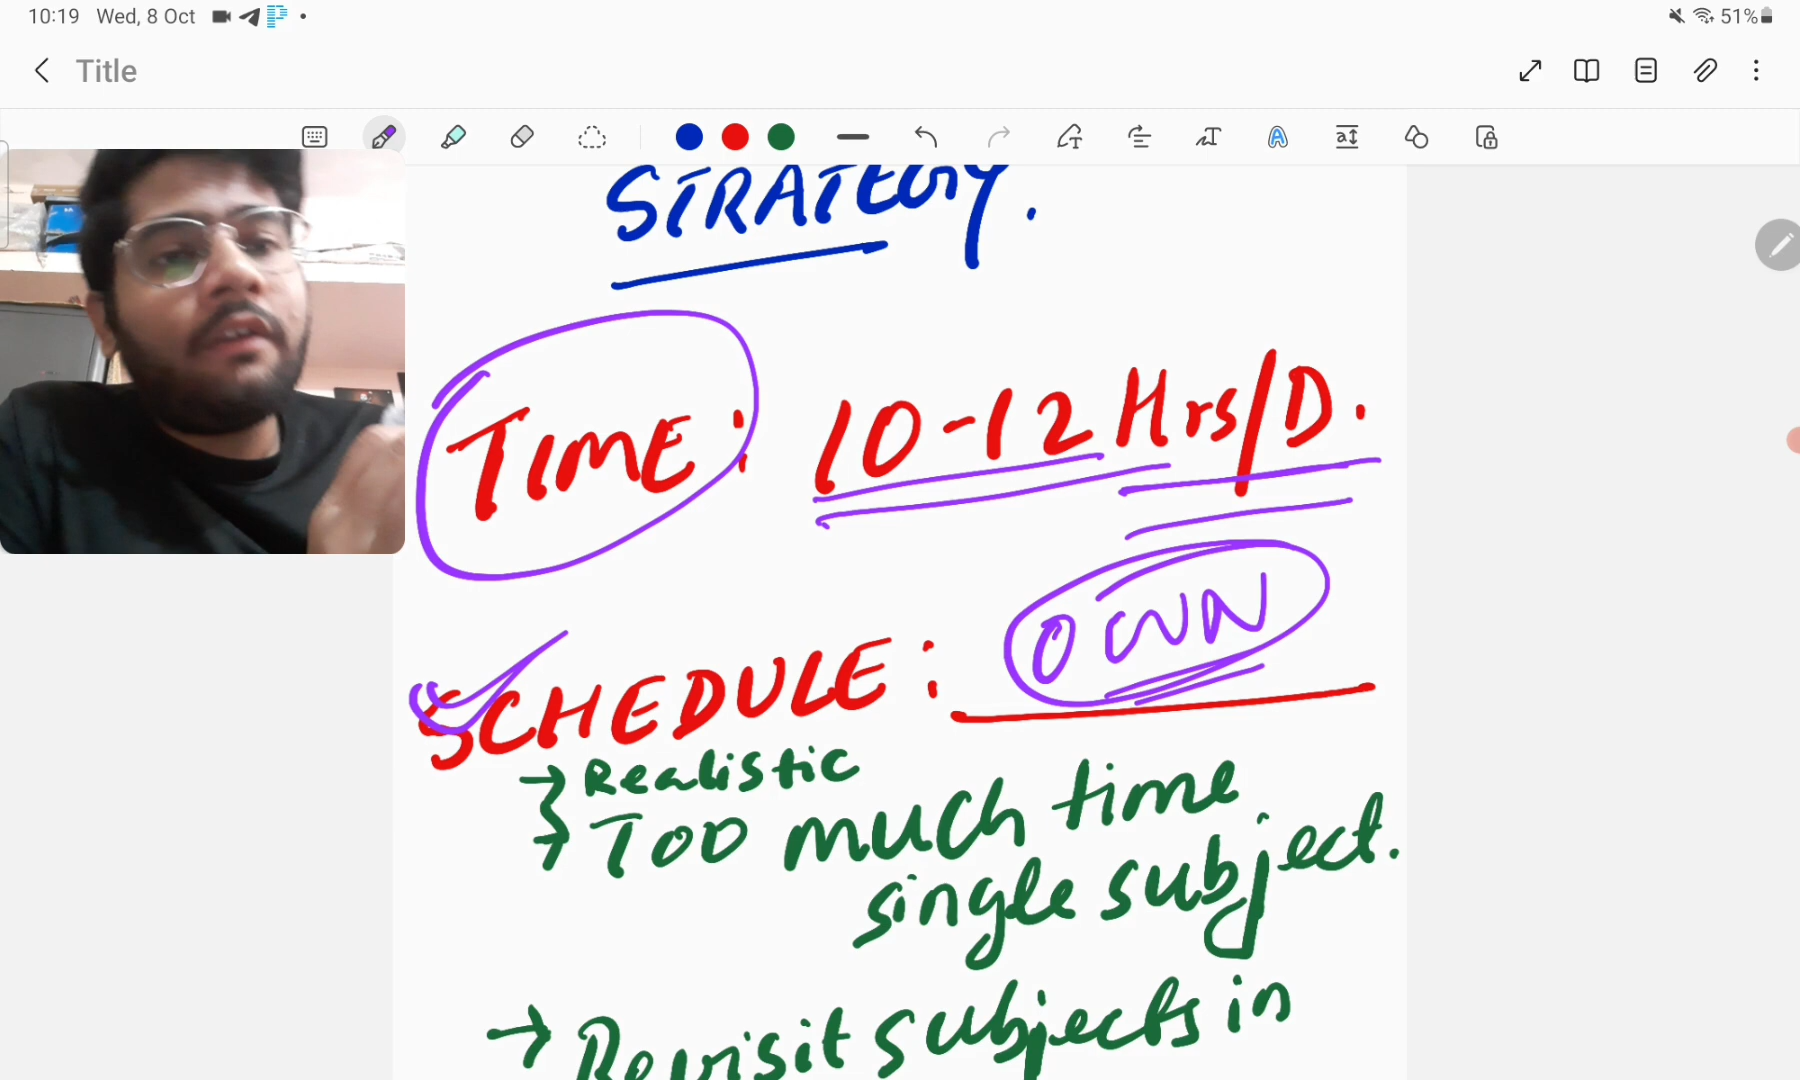 10:19 Wed, 8 Oct
51%
Title
STRATEGY.
TIME: 10-12 Hrs/D.
SCHEDULE: OWN
→ Realistic
→ Too much time
single subject.
→ Revisit subjects in